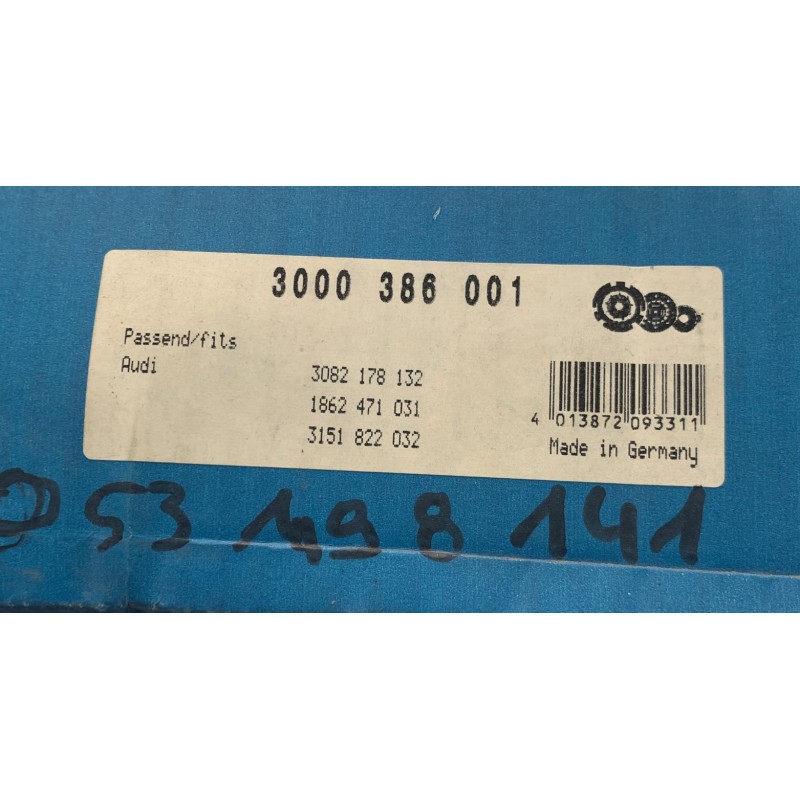 3000 386 001
Passend/fits
Audi
3082 178 132
1862 471 031
3151 822 032
4 013872 093311
Made in Germany
053 198 141